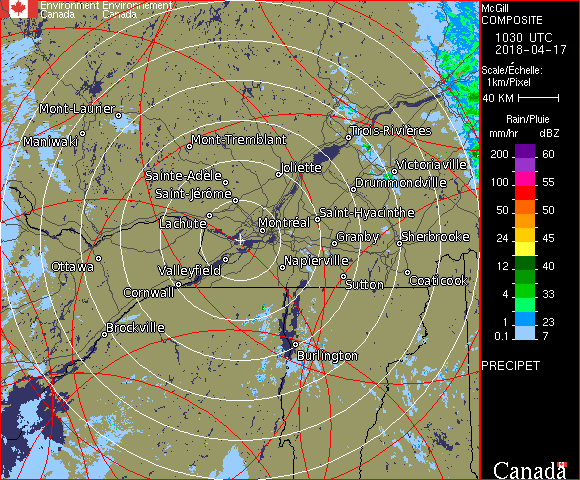 Environment Environnement
Canada Canada
McGill
COMPOSITE
1030 UTC
2018-04-17
Scale/Échelle:
1km/Pixel
40 KM
Rain/Pluie
mm/hr dBZ
200 60
100 55
50 50
24 45
12 40
4 33
1 23
0.1 7
PRECIPET
Mont-Laurier
Maniwaki
Mont-Tremblant
Trois-Rivières
Joliette
Victoriaville
Sainte-Adèle
Drummondville
Saint-Jérôme
Lachute
Saint-Hyacinthe
Montréal
Granby
Sherbrooke
Ottawa
Valleyfield
Napierville
Cornwall
Sutton
Coaticook
Brockville
Burlington
Canada